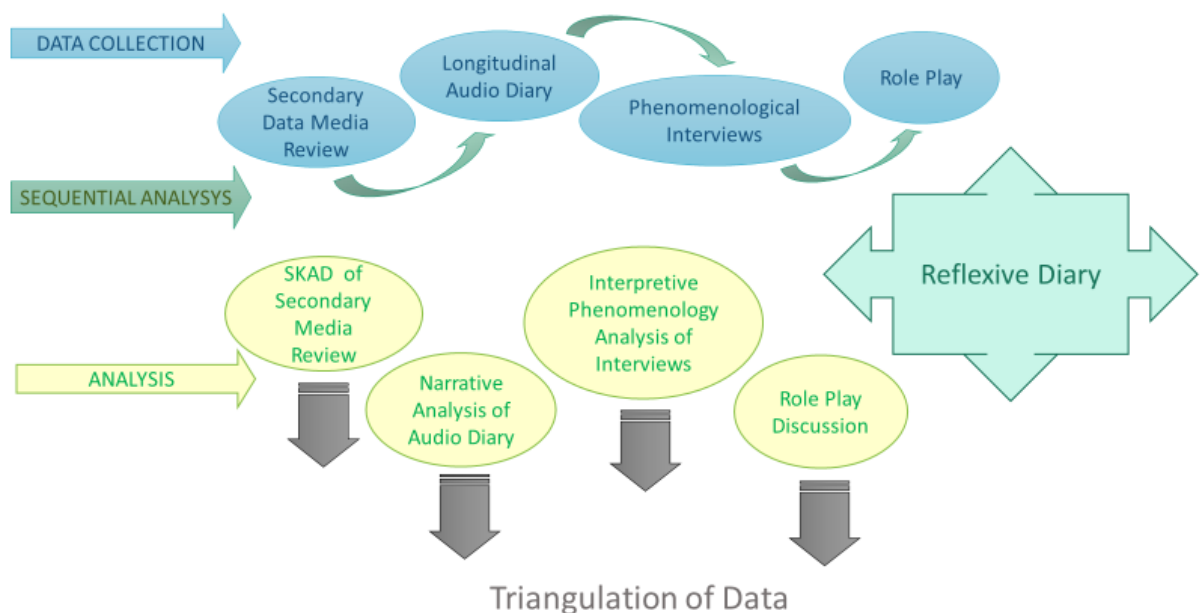 DATA COLLECTION
Longitudinal
Audio Diary
Role Play
Secondary
Data Media
Review
Phenomenological
Interviews
SEQUENTIAL ANALYSYS
Reflexive Diary
SKAD of
Secondary
Media
Review
Interpretive
Phenomenology
Analysis of
Interviews
ANALYSIS
Narrative
Analysis of
Audio Diary
Role Play
Discussion
Triangulation of Data